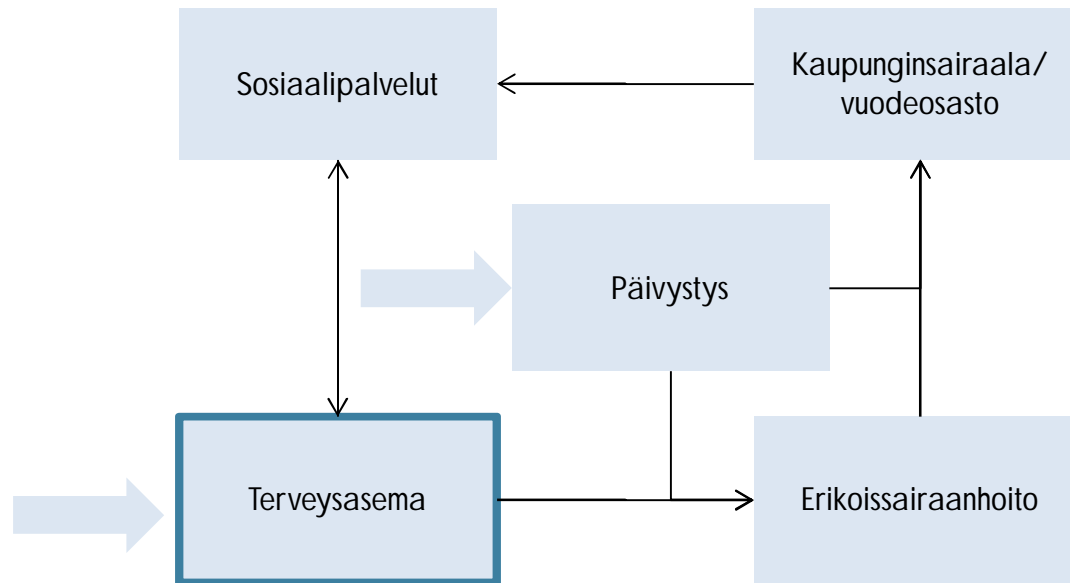 Sosiaalipalvelut
Kaupunginsairaala/
vuodeosasto
Päivystys
Terveysasema
Erikoissairaanhoito